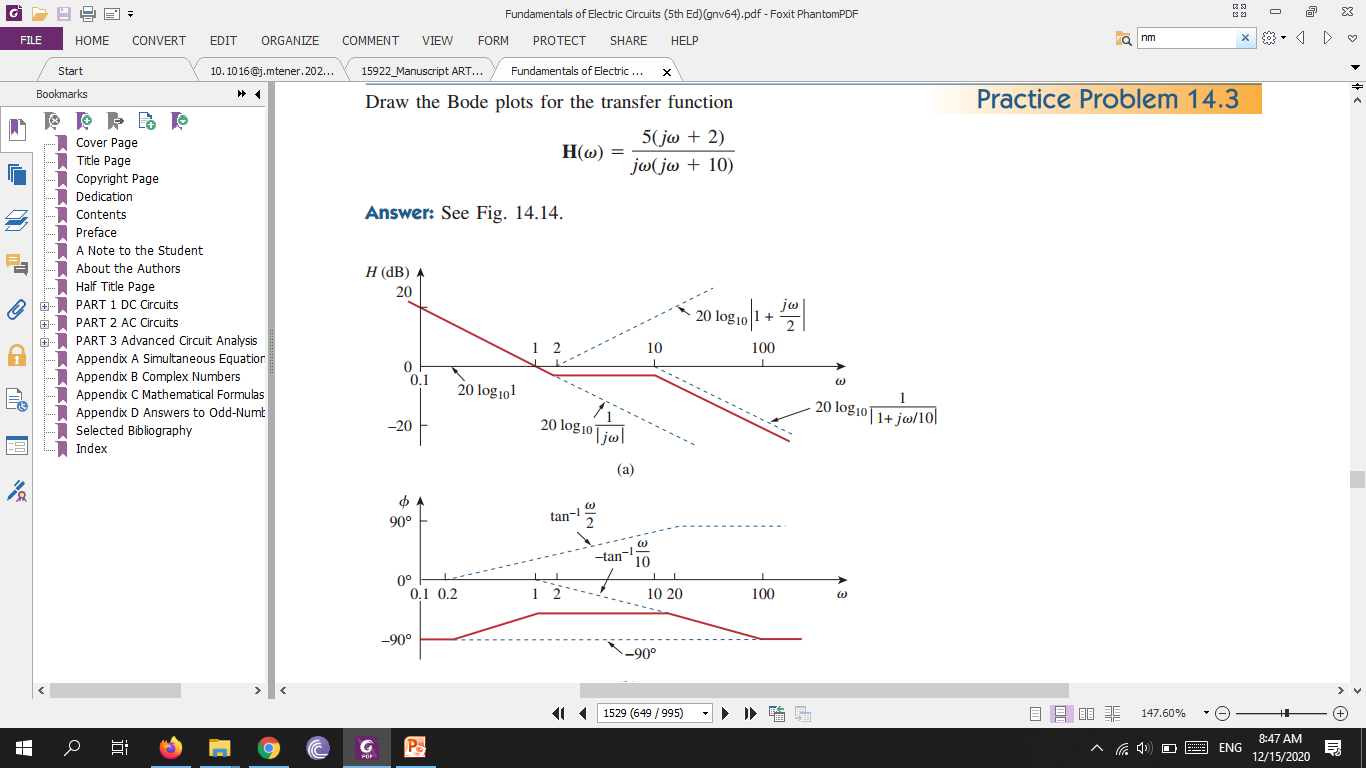 Fundamentals of Electric Circuits (5th Ed)(gnv64).pdf - Foxit PhantomPDF
FILE HOME CONVERT EDIT ORGANIZE COMMENT VIEW FORM PROTECT SHARE HELP
nm
Start
10.1016@j.mtener.202...
15922_Manuscript ART...
Fundamentals of Electric ...
Bookmarks
Cover Page
Title Page
Copyright Page
Dedication
Contents
Preface
A Note to the Student
About the Authors
Half Title Page
PART 1 DC Circuits
PART 2 AC Circuits
PART 3 Advanced Circuit Analysis
Appendix A Simultaneous Equation
Appendix B Complex Numbers
Appendix C Mathematical Formulas
Appendix D Answers to Odd-Numb
Selected Bibliography
Index
Draw the Bode plots for the transfer function
Practice Problem 14.3
H(ω) = 5(jω + 2) / jω(jω + 10)
Answer: See Fig. 14.14.
H (dB)
20
20 log₁₀ |1 + jω/2|
1 2 10 100
0
0.1
ω
20 log₁₀1
20 log₁₀ 1/|jω|
20 log₁₀ 1/|1+ jω/10|
–20
(a)
ϕ
90°
tan⁻¹ ω/2
–tan⁻¹ ω/10
0°
0.1 0.2 1 2 10 20 100 ω
–90°
–90°
1529 (649 / 995)
147.60%
PDF
ENG
8:47 AM
12/15/2020